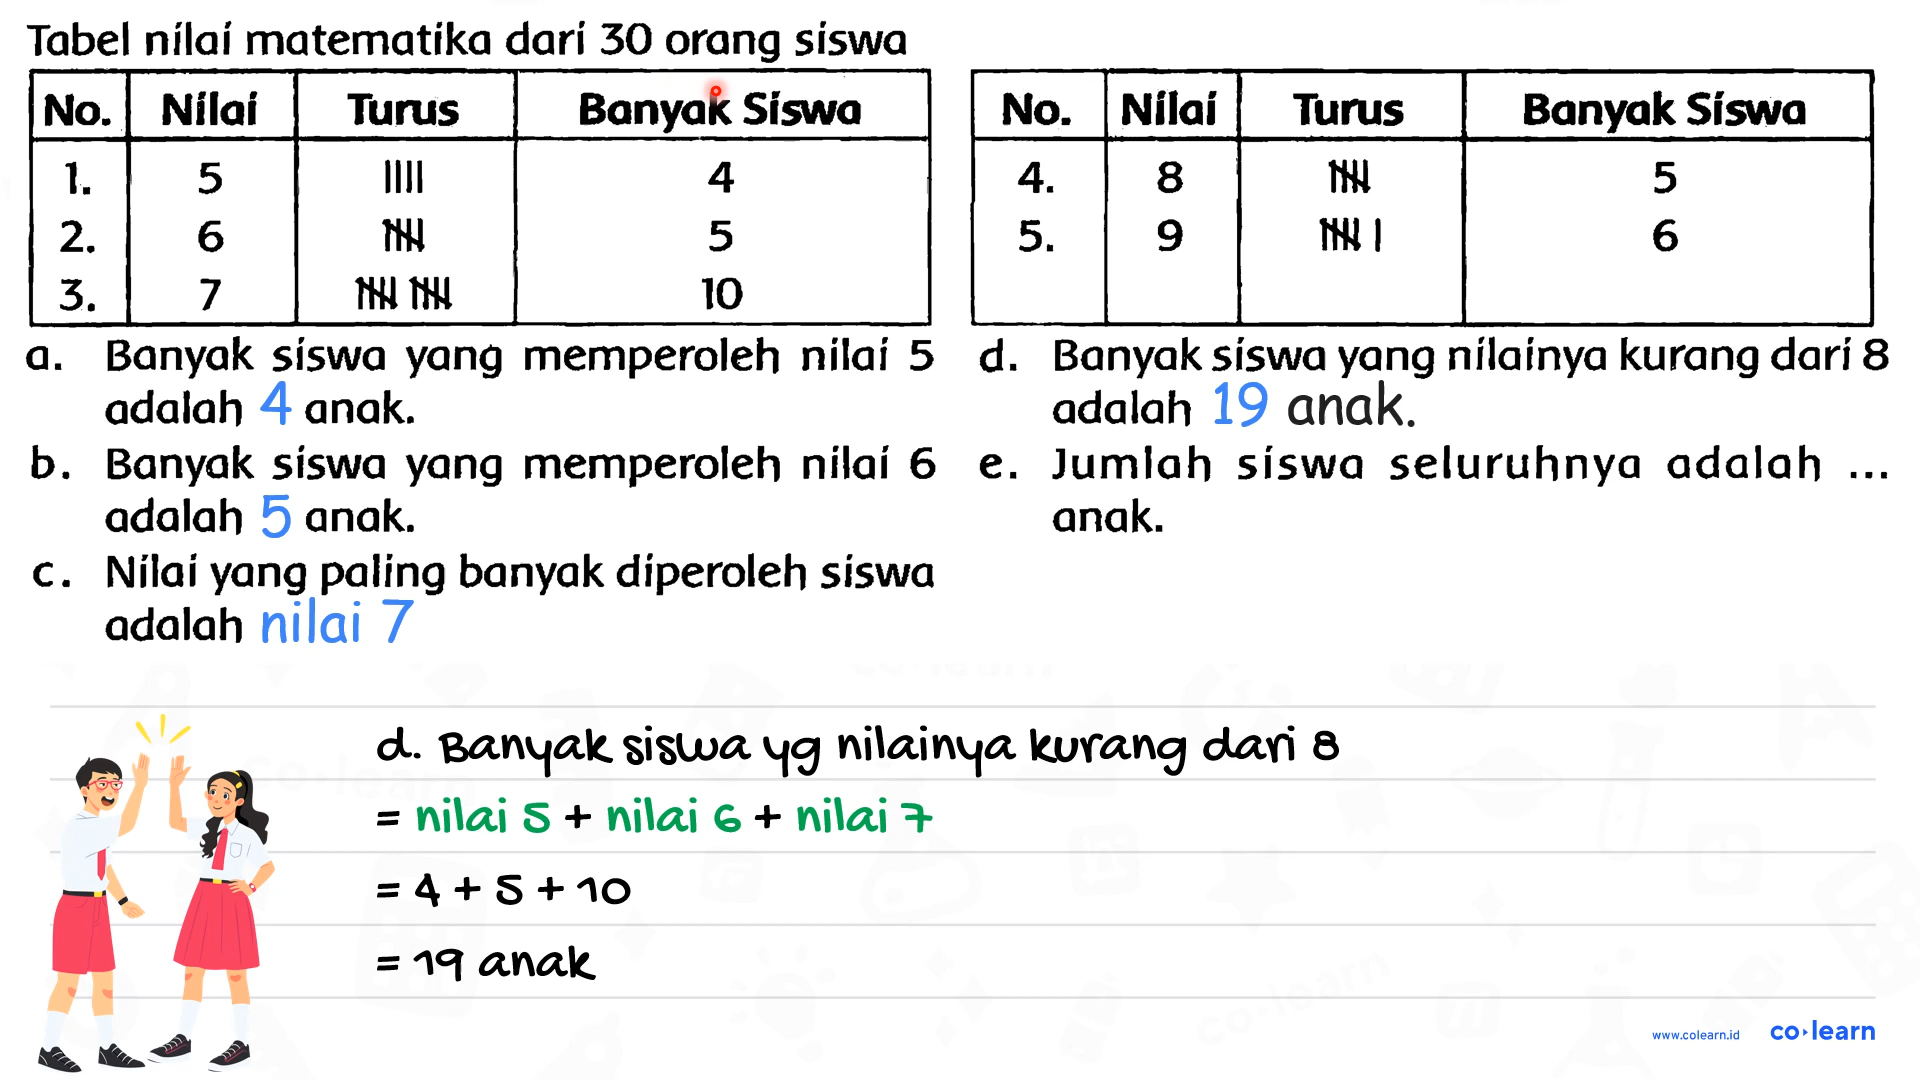 Tabel nilai matematika dari 30 orang siswa
No. Nilai Turus Banyak Siswa
1. 5 |||| 4
2. 6 5
3. 7 10
No. Nilai Turus Banyak Siswa
4. 8 5
5. 9 6
a. Banyak siswa yang memperoleh nilai 5
adalah 4 anak.
b. Banyak siswa yang memperoleh nilai 6
adalah 5 anak.
c. Nilai yang paling banyak diperoleh siswa
adalah nilai 7
d. Banyak siswa yang nilainya kurang dari 8
adalah 19 anak.
e. Jumlah siswa seluruhnya adalah ...
anak.
d. Banyak siswa yg nilainya kurang dari 8
= nilai 5 + nilai 6 + nilai 7
= 4 + 5 + 10
= 19 anak
www.colearn.id co learn